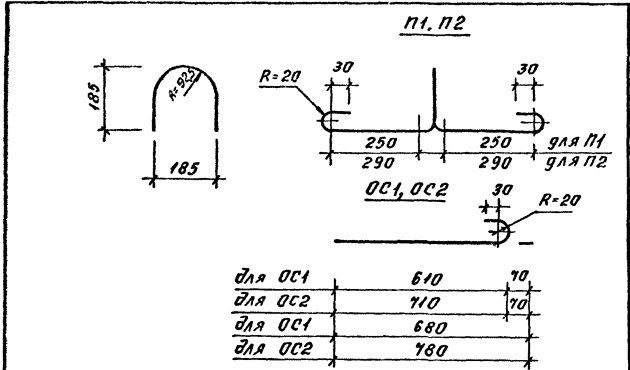 П1, П2
185
R=92,5
185
R=20
30
30
250 250 для П1
290 290 для П2
ОС1, ОС2
30
R=20
для ОС1 610 70
для ОС2 710 70
для ОС1 680
для ОС2 780